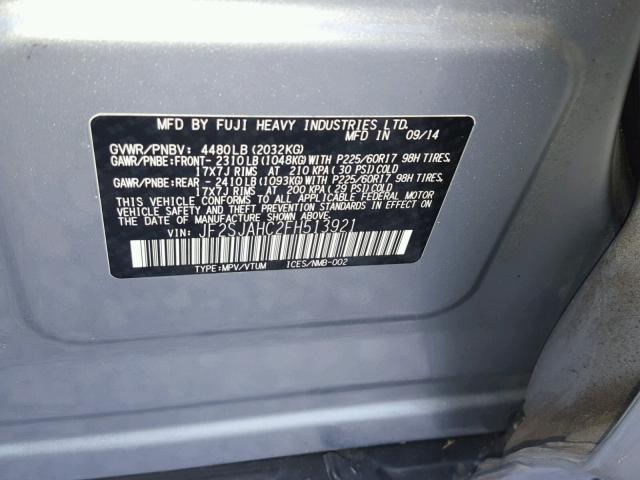 MFD BY FUJI HEAVY INDUSTRIES LTD.
MFD IN 09/14
GVWR/PNBV: 4480LB(2032KG)
GAWR/PNBE:FRONT-2310LB(1048KG)WITH P225/60R17 98H TIRES,
17X7J RIMS AT 210 KPA(30 PSI)COLD
GAWR/PNBE:REAR -2410LB(1093KG)WITH P225/60R17 98H TIRES,
17X7J RIMS AT 200 KPA(29 PSI)COLD
THIS VEHICLE CONFORMS TO ALL APPLICABLE FEDERAL MOTOR
VEHICLE SAFETY AND THEFT PREVENTION STANDARDS IN EFFECT
ON THE DATE OF MANUFACTURE SHOWN ABOVE.
VIN: JF2SJAHC2FH513921
TYPE:MPV/VTUM ICES/NMB-002